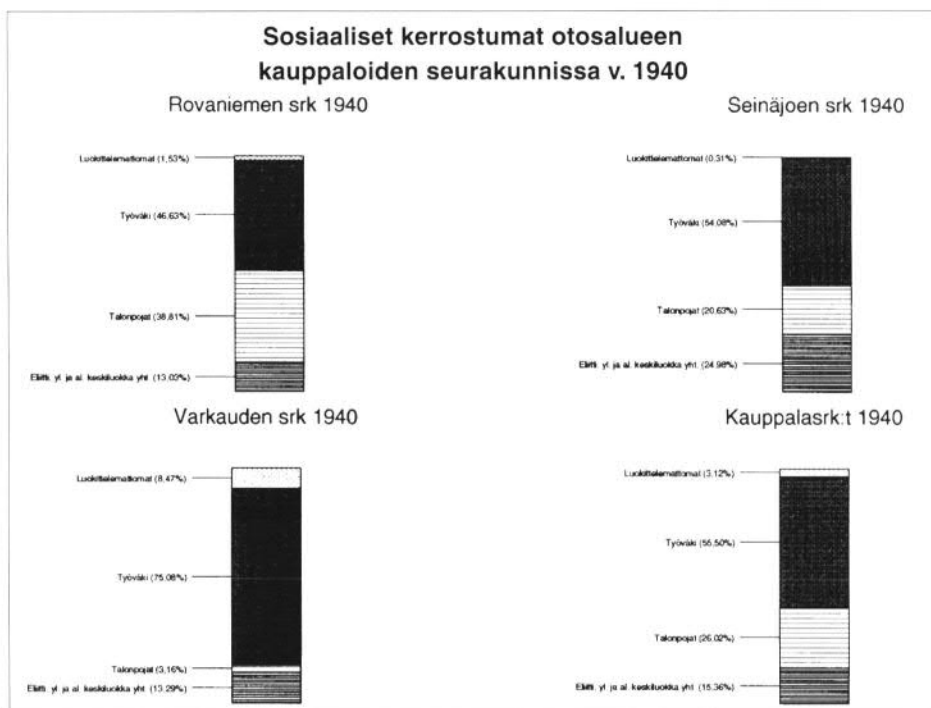 Sosiaaliset kerrostumat otosalueen
kauppaloiden seurakunnissa v. 1940
Rovaniemen srk 1940
Luokittelemattomat (1,53%)
Työväki (46,63%)
Talonpojat (38,81%)
Eliitti, yl. ja al. keskiluokka yht. (13,03%)
Seinäjoen srk 1940
Luokittelemattomat (0,31%)
Työväki (54,08%)
Talonpojat (20,63%)
Eliitti, yl. ja al. keskiluokka yht. (24,98%)
Varkauden srk 1940
Luokittelemattomat (8,47%)
Työväki (75,08%)
Talonpojat (3,16%)
Eliitti, yl. ja al. keskiluokka yht. (13,29%)
Kauppalasrk:t 1940
Luokittelemattomat (3,12%)
Työväki (55,50%)
Talonpojat (26,02%)
Eliitti, yl. ja al. keskiluokka yht. (15,36%)